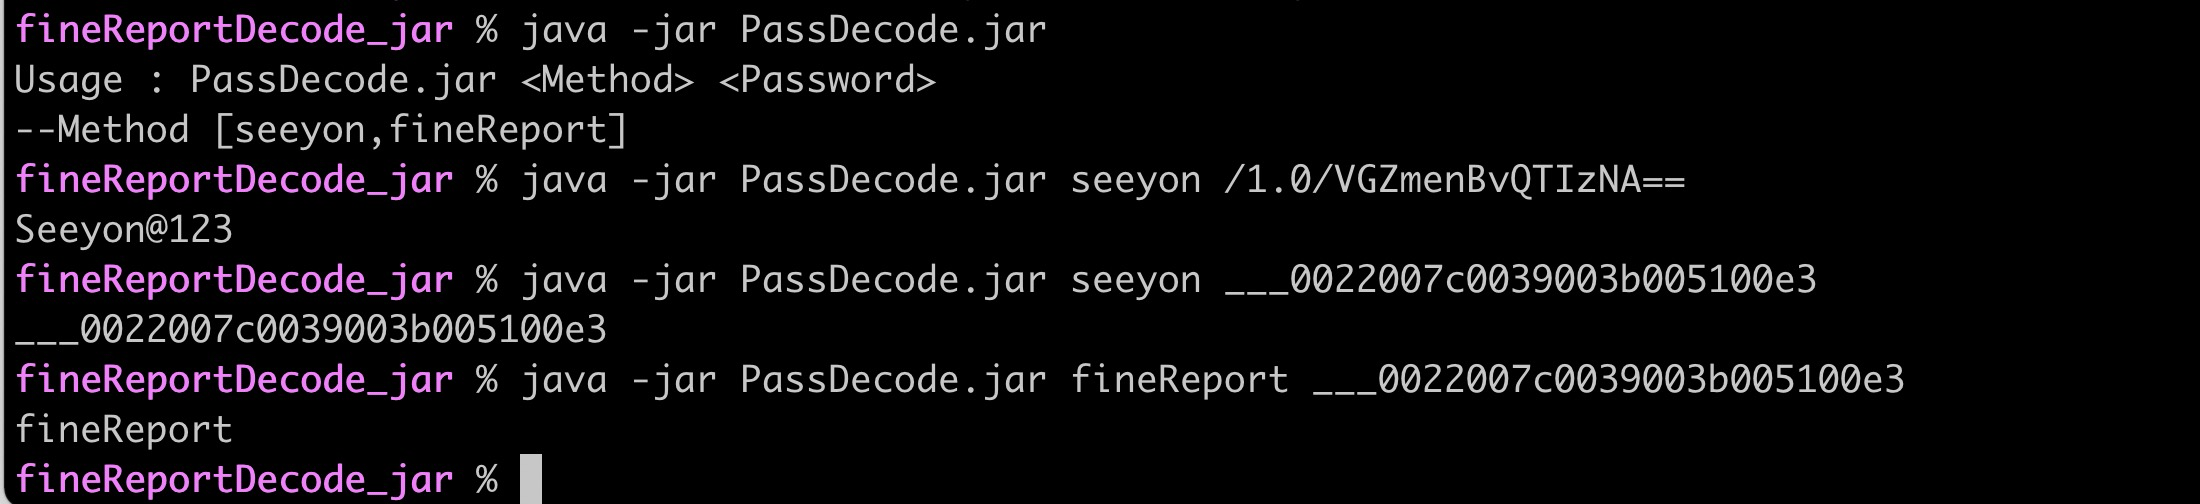 fineReportDecode_jar % java -jar PassDecode.jar
Usage : PassDecode.jar <Method> <Password>
--Method [seeyon,fineReport]
fineReportDecode_jar % java -jar PassDecode.jar seeyon /1.0/VGZmenBvQTIzNA==
Seeyon@123
fineReportDecode_jar % java -jar PassDecode.jar seeyon ___0022007c0039003b005100e3
___0022007c0039003b005100e3
fineReportDecode_jar % java -jar PassDecode.jar fineReport ___0022007c0039003b005100e3
fineReport
fineReportDecode_jar %